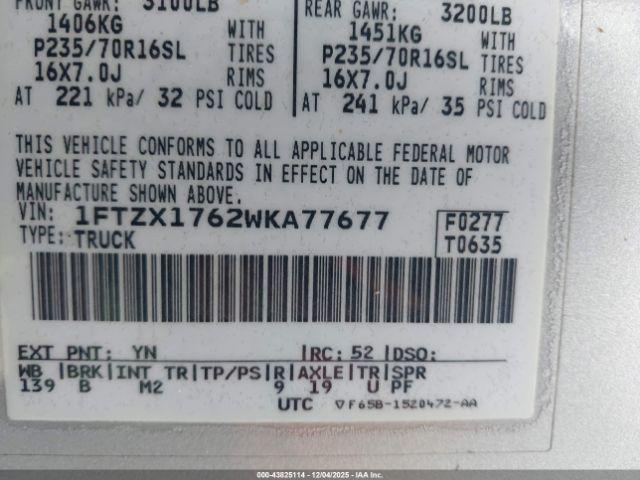 FRONT GAWR: 3100LB
1406KG WITH
P235/70R16SL TIRES
16X7.0J RIMS
AT 221 kPa/ 32 PSI COLD
REAR GAWR: 3200LB
1451KG WITH
P235/70R16SL TIRES
16X7.0J RIMS
AT 241 kPa/ 35 PSI COLD
THIS VEHICLE CONFORMS TO ALL APPLICABLE FEDERAL MOTOR
VEHICLE SAFETY STANDARDS IN EFFECT ON THE DATE OF
MANUFACTURE SHOWN ABOVE.
VIN: 1FTZX1762WKA77677 F0277
TYPE: TRUCK T0635
EXT PNT: YN |RC: 52 |DSO:
WB |BRK|INT TR|TP/PS|R|AXLE|TR|SPR
139 B M2 9 19 U PF
UTC ▽F65B-1520472-AA
000-43825114 - 12/04/2025 - IAAI.COM